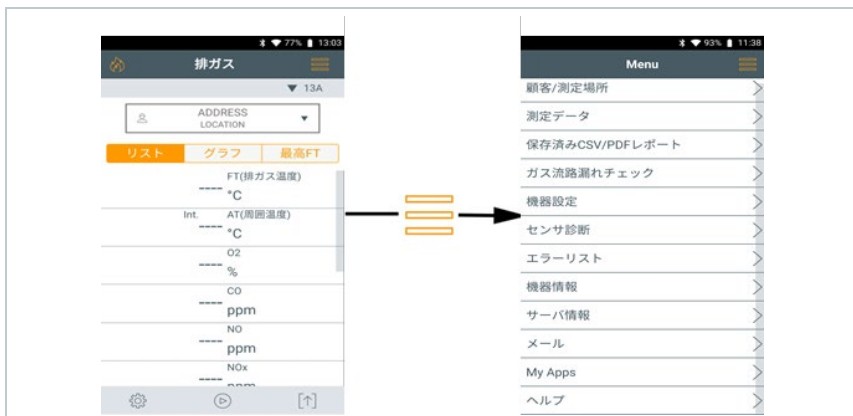 77% 13:03
排ガス
13A
ADDRESS
LOCATION
リスト グラフ 最高FT
FT(排ガス温度)
---- °C
Int. AT(周囲温度)
---- °C
O2
---- %
CO
---- ppm
NO
---- ppm
NOx
---- ppm
93% 11:38
Menu
顧客/測定場所
測定データ
保存済みCSV/PDFレポート
ガス流路漏れチェック
機器設定
センサ診断
エラーリスト
機器情報
サーバ情報
メール
My Apps
ヘルプ